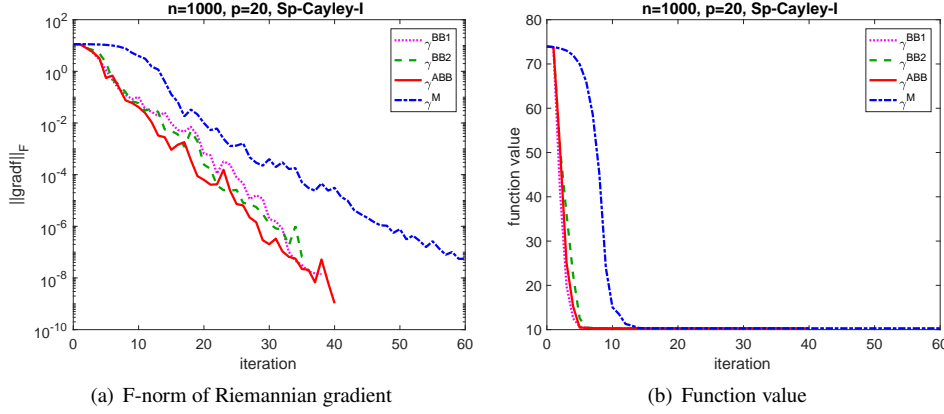 n=1000, p=20, Sp-Cayley-I
10^2
10^0
10^-2
10^-4
10^-6
10^-8
10^-10
||gradf||_F
0 10 20 30 40 50 60
iteration
γ^BB1
γ^BB2
γ^ABB
γ^M
(a) F-norm of Riemannian gradient
n=1000, p=20, Sp-Cayley-I
80
70
60
50
40
30
20
10
function value
0 10 20 30 40 50 60
iteration
γ^BB1
γ^BB2
γ^ABB
γ^M
(b) Function value